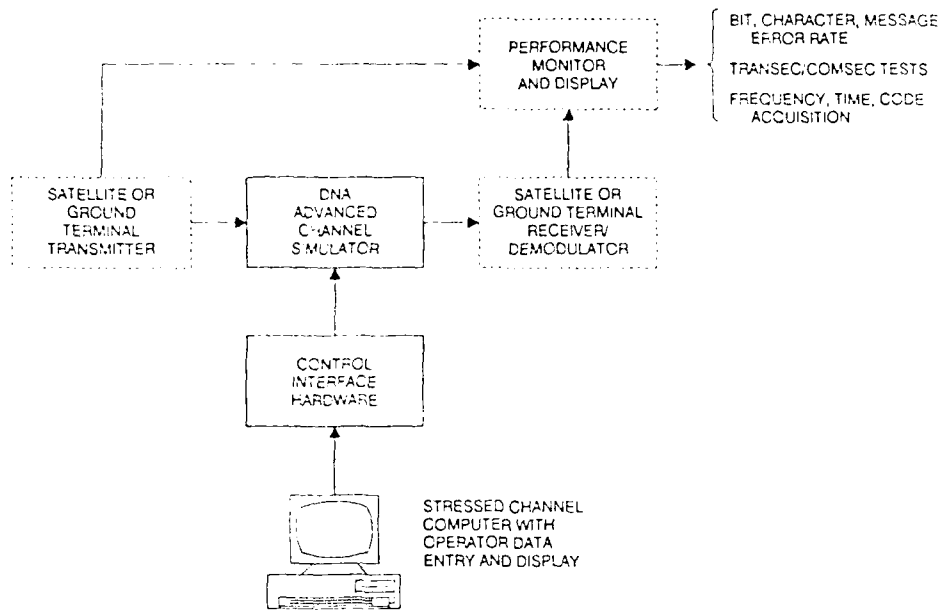 PERFORMANCE
MONITOR
AND DISPLAY
BIT, CHARACTER, MESSAGE
ERROR RATE
TRANSEC/COMSEC TESTS
FREQUENCY, TIME, CODE
ACQUISITION
SATELLITE OR
GROUND
TERMINAL
TRANSMITTER
DNA
ADVANCED
CHANNEL
SIMULATOR
SATELLITE OR
GROUND TERMINAL
RECEIVER/
DEMODULATOR
CONTROL
INTERFACE
HARDWARE
STRESSED CHANNEL
COMPUTER WITH
OPERATOR DATA
ENTRY AND DISPLAY